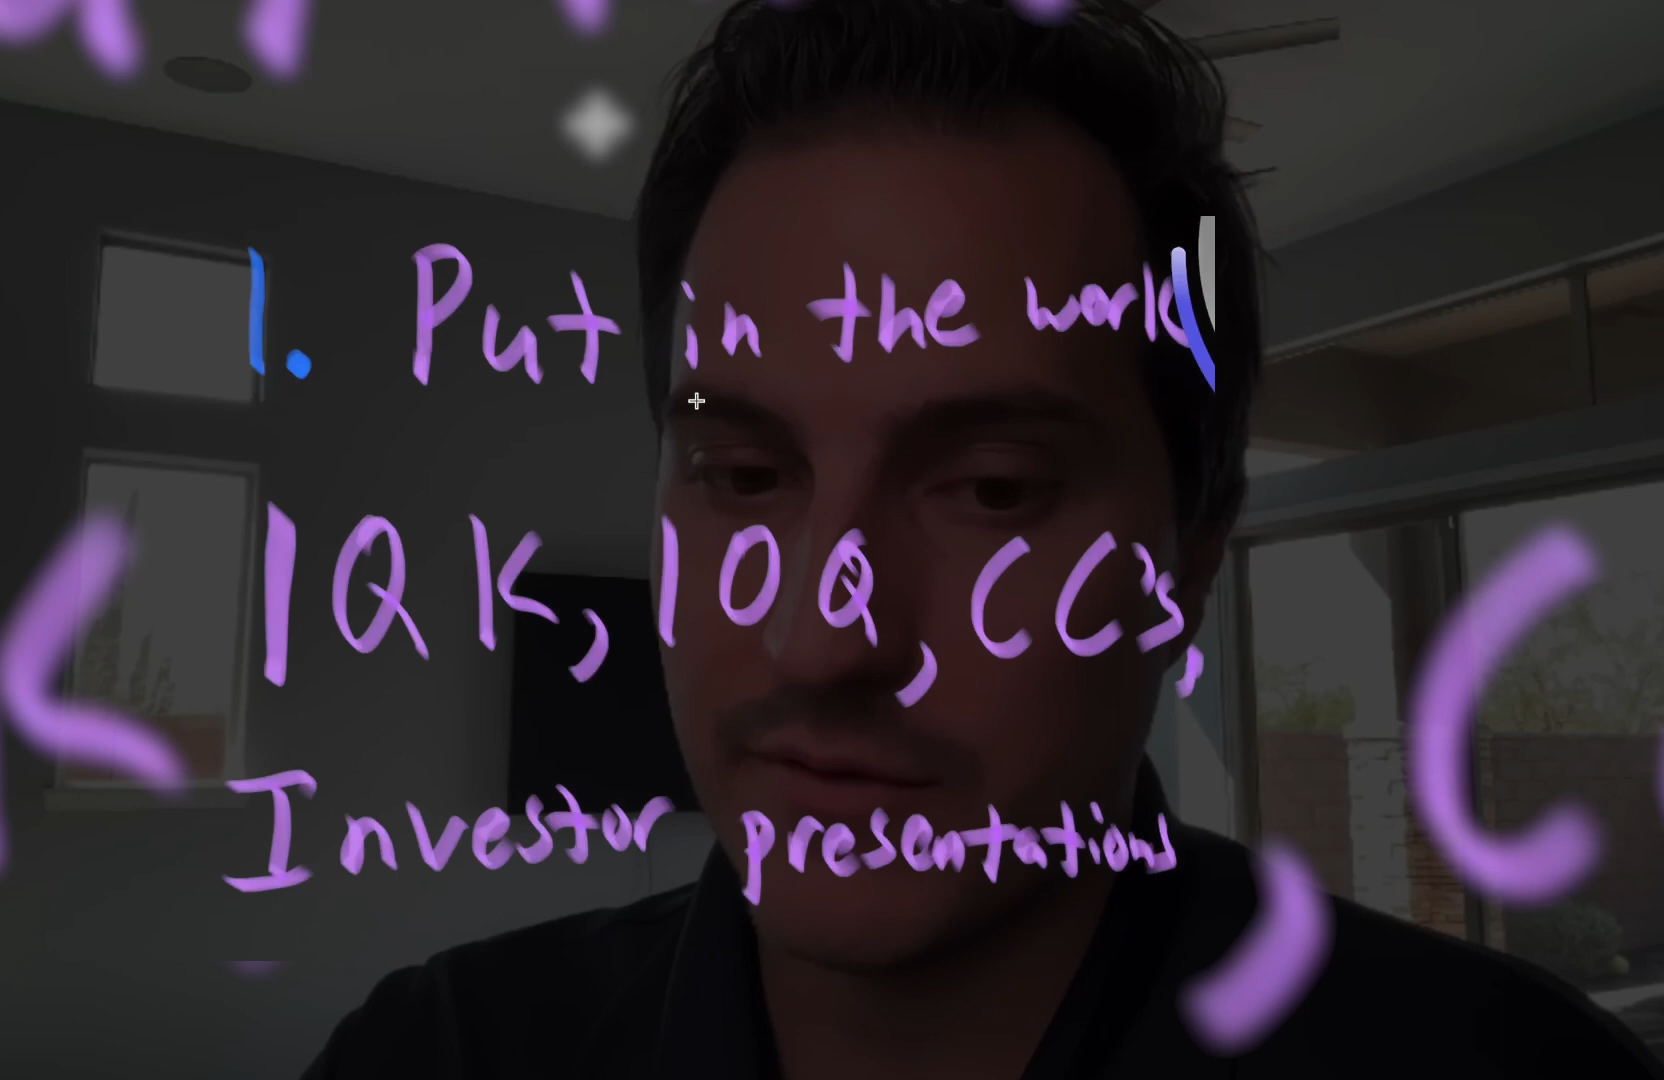 1. Put in the work
10K, 10Q, CC's,
Investor presentations